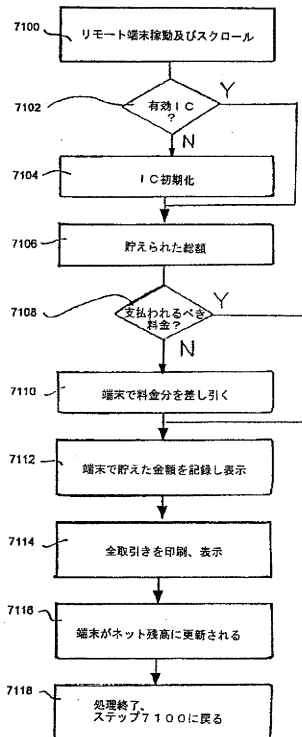 7100
リモート端末稼動及びスクロール
7102
有効IC
?
Y
N
7104
IC初期化
7106
貯えられた総額
7108
支払われるべき
料金?
Y
N
7110
端末で料金分を差し引く
7112
端末で貯えた金額を記録し表示
7114
全取引きを印刷、表示
7116
端末がネット残高に更新される
7118
処理終了、
ステップ7100に戻る